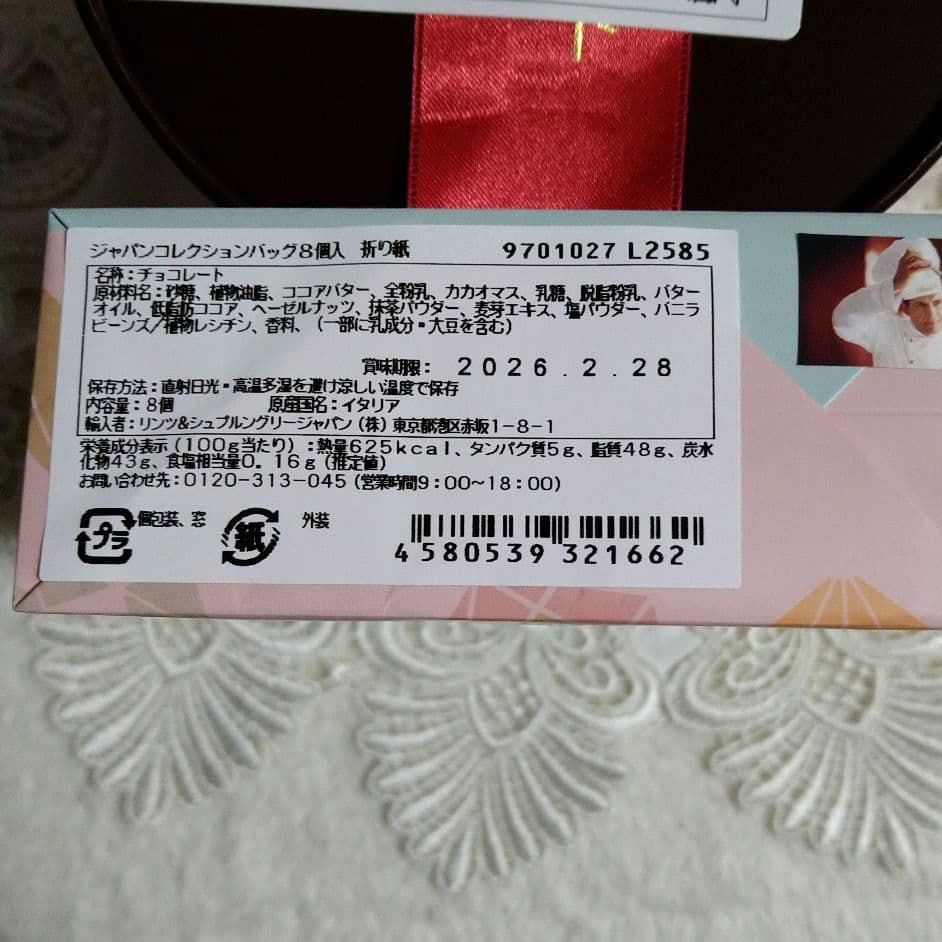 ジャパンコレクションバッグ8個入 折り紙 9701027 L2585
名称：チョコレート
原材料名：砂糖、植物油脂、ココアバター、全粉乳、カカオマス、乳糖、脱脂粉乳、バター
オイル、低脂肪ココア、ヘーゼルナッツ、抹茶パウダー、麦芽エキス、塩パウダー、バニラ
ビーンズ／植物レシチン、香料、（一部に乳成分・大豆を含む）
賞味期限： 2026.2.28
保存方法：直射日光・高温多湿を避け涼しい温度で保存
内容量：8個 原産国名：イタリア
輸入者：リンツ&シュプルングリージャパン（株）東京都港区赤坂1-8-1
栄養成分表示（100g当たり）：熱量625kcal、タンパク質5g、脂質48g、炭水
化物43g、食塩相当量0．16g（推定値）
お問い合わせ先：0120-313-045（営業時間9：00〜18：00）
プラ 個包装、窓 紙 外装
4 580539 321662